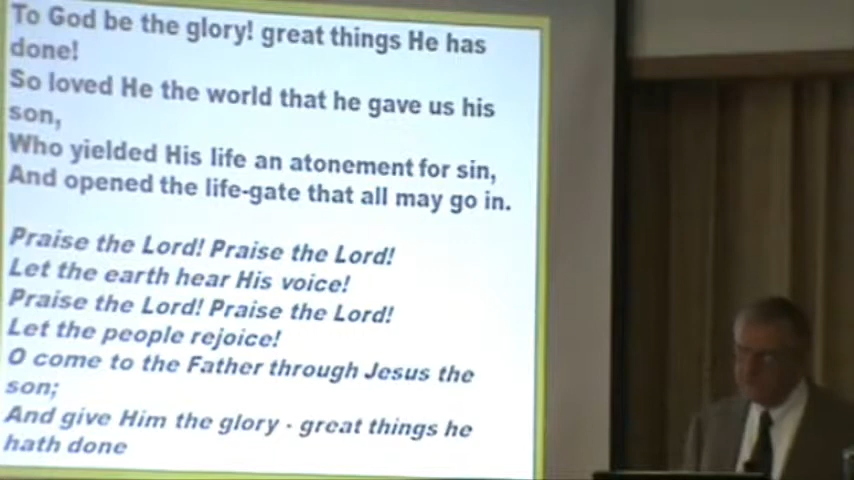 To God be the glory! great things He has
done!
So loved He the world that he gave us his
son,
Who yielded His life an atonement for sin,
And opened the life-gate that all may go in.
Praise the Lord! Praise the Lord!
Let the earth hear His voice!
Praise the Lord! Praise the Lord!
Let the people rejoice!
O come to the Father through Jesus the
son;
And give Him the glory - great things he
hath done